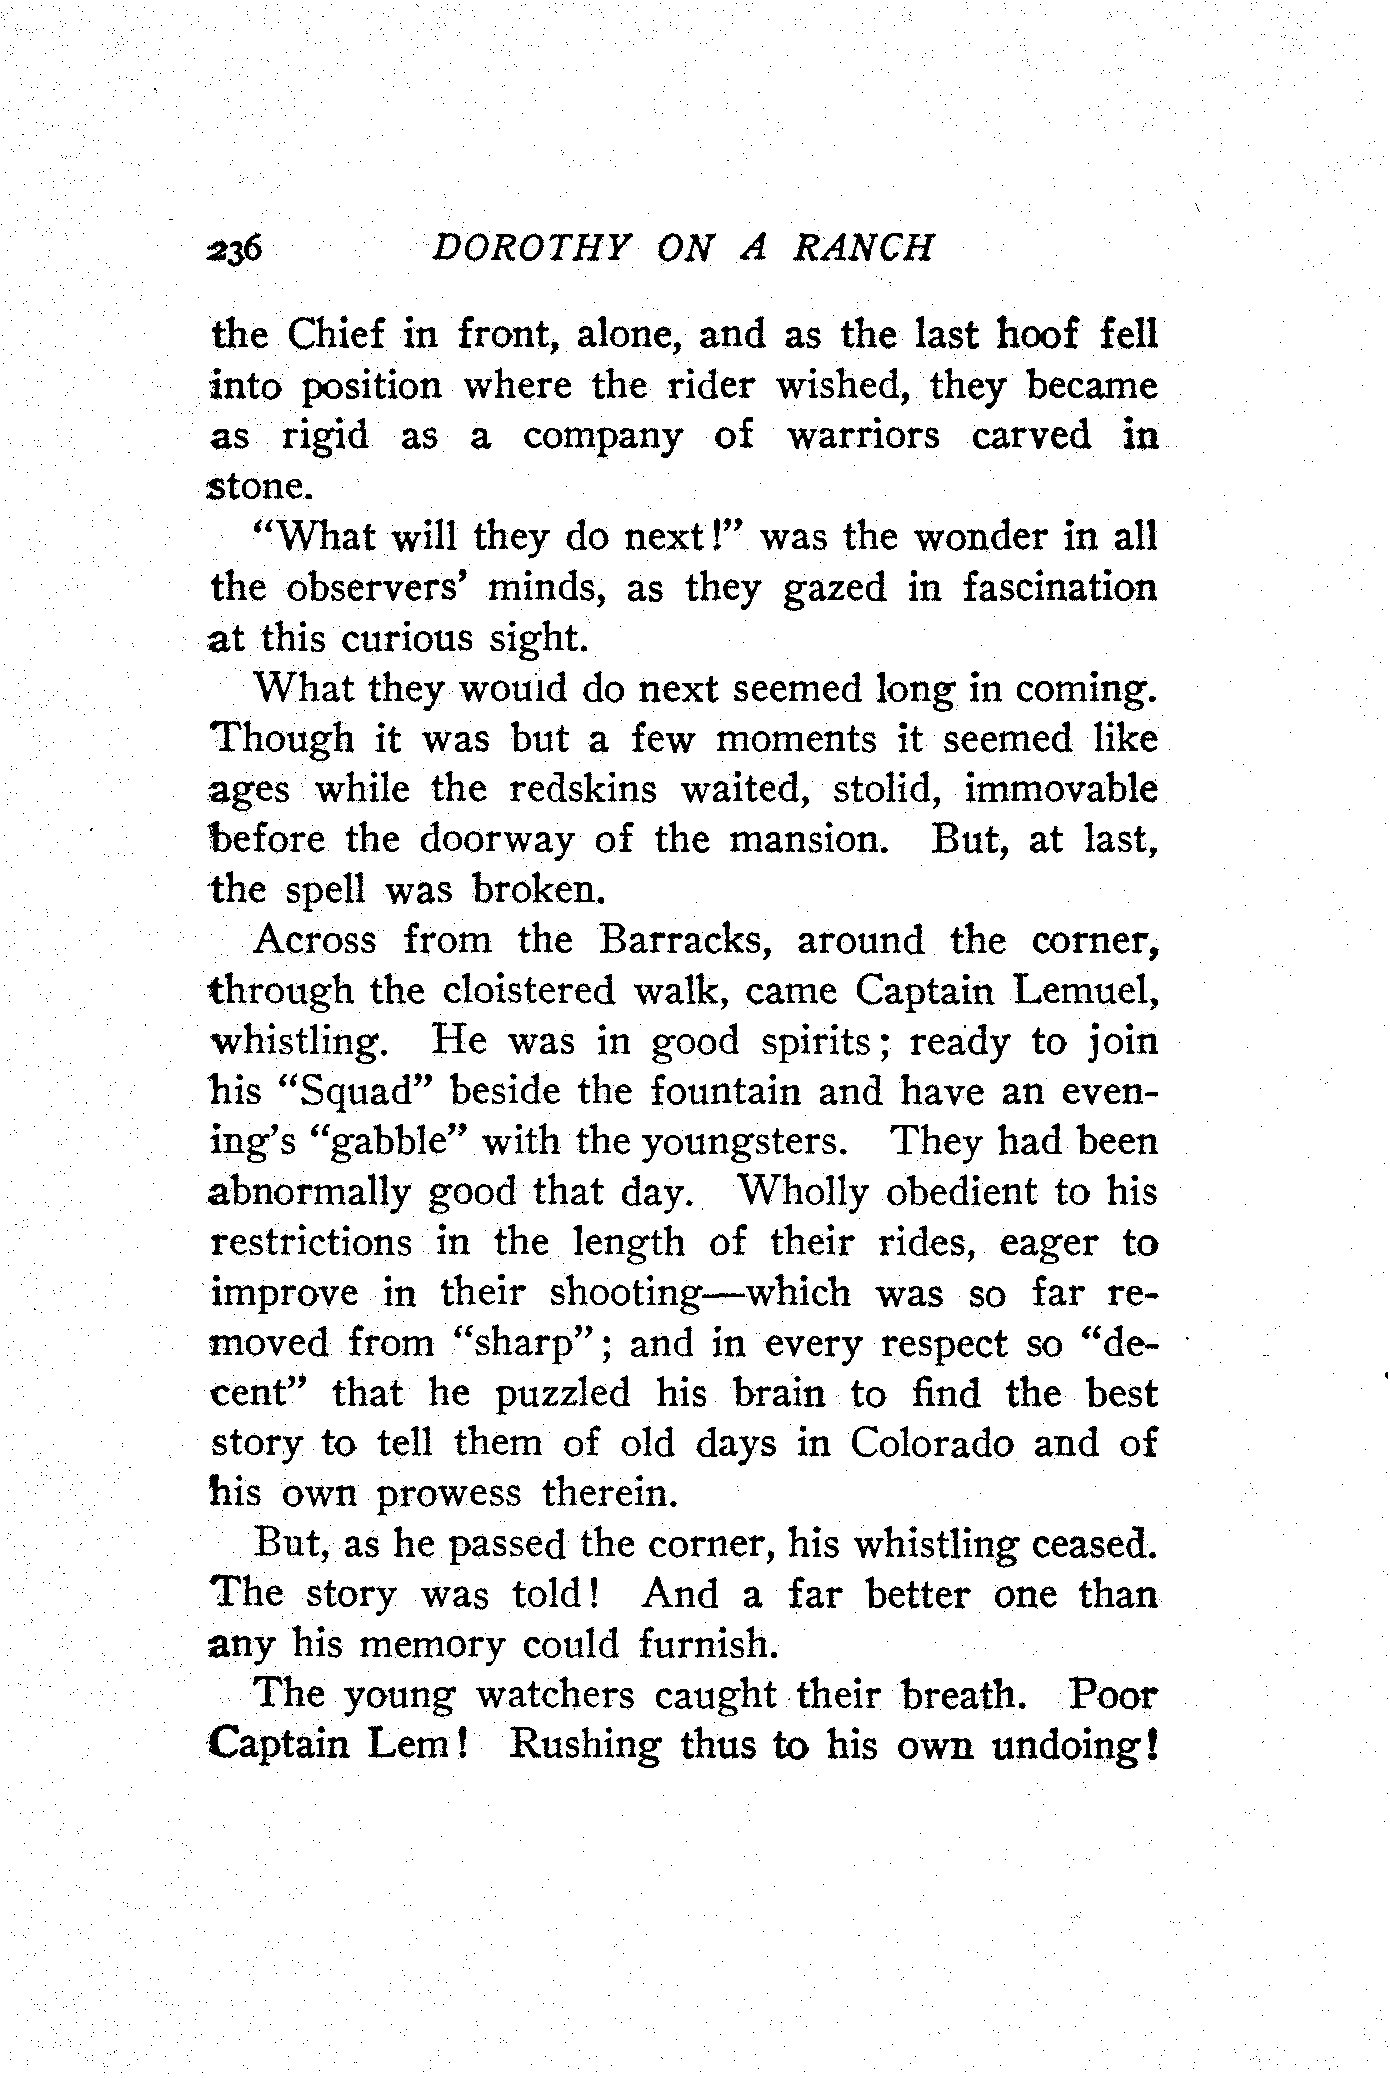 236 DOROTHY ON A RANCH
the Chief in front, alone, and as the last hoof fell
into position where the rider wished, they became
as rigid as a company of warriors carved in
stone.
“What will they do next!” was the wonder in all
the observers’ minds, as they gazed in fascination
at this curious sight.
What they would do next seemed long in coming.
Though it was but a few moments it seemed like
ages while the redskins waited, stolid, immovable
before the doorway of the mansion. But, at last,
the spell was broken.
Across from the Barracks, around the corner,
through the cloistered walk, came Captain Lemuel,
whistling. He was in good spirits; ready to join
his “Squad” beside the fountain and have an even-
ing’s “gabble” with the youngsters. They had been
abnormally good that day. Wholly obedient to his
restrictions in the length of their rides, eager to
improve in their shooting—which was so far re-
moved from “sharp”; and in every respect so “de-
cent” that he puzzled his brain to find the best
story to tell them of old days in Colorado and of
his own prowess therein.
But, as he passed the corner, his whistling ceased.
The story was told! And a far better one than
any his memory could furnish.
The young watchers caught their breath. Poor
Captain Lem! Rushing thus to his own undoing!